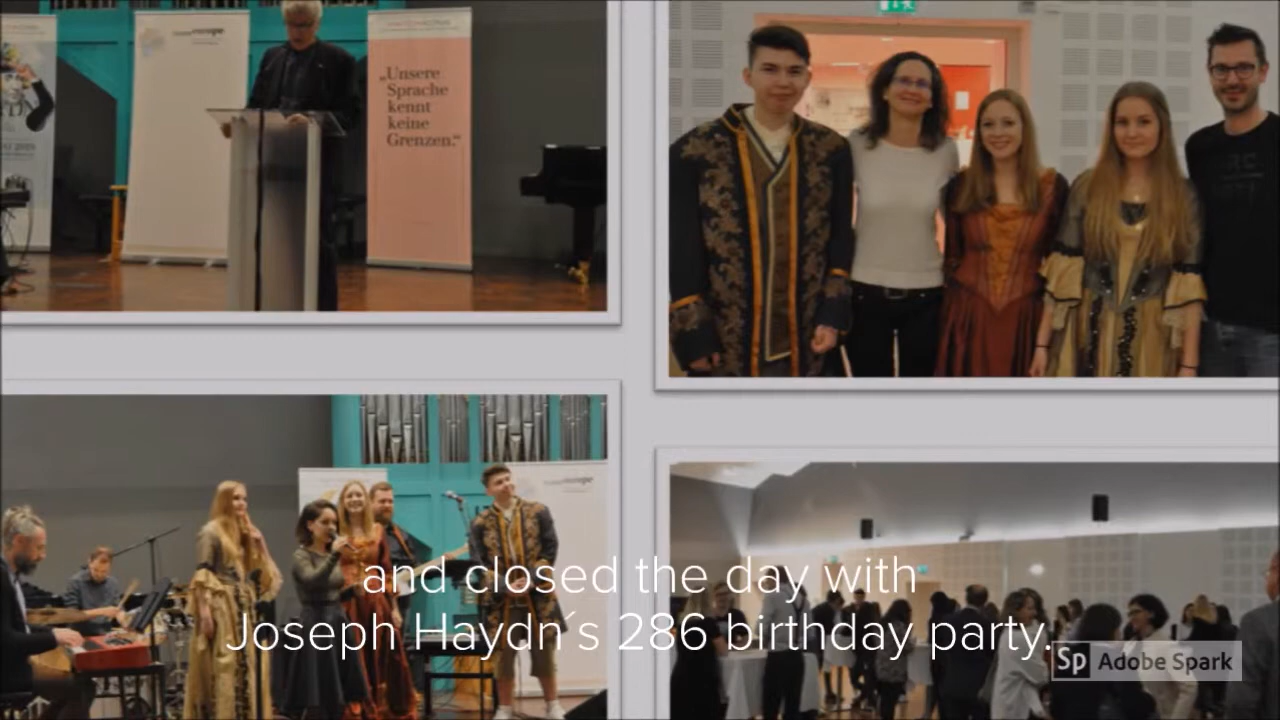 „Unsere
Sprache
kennt
keine
Grenzen.“
and closed the day with
Joseph Haydn´s 286 birthday party.
Sp Adobe Spark